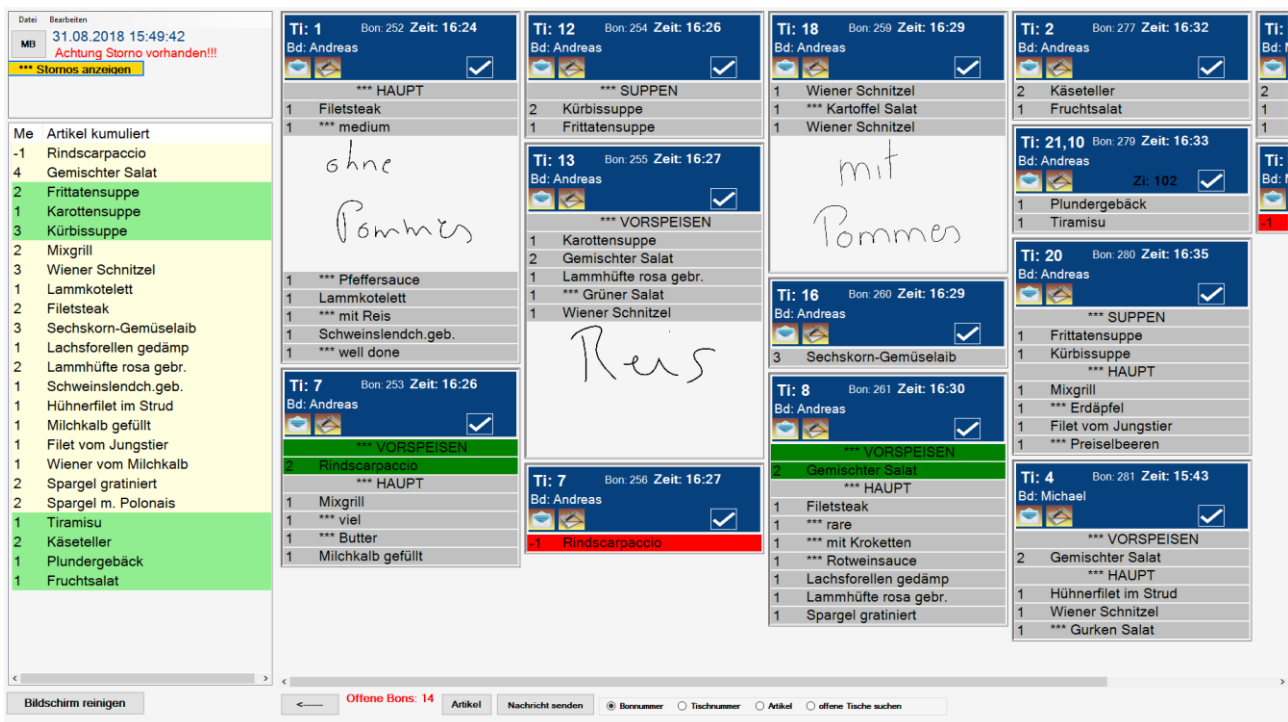 Datei Bearbeiten
MB
31.08.2018 15:49:42
Achtung Storno vorhanden!!!
*** Stornos anzeigen
Me Artikel kumuliert
-1 Rindscarpaccio
4 Gemischter Salat
2 Frittatensuppe
1 Karottensuppe
3 Kürbissuppe
2 Mixgrill
3 Wiener Schnitzel
1 Lammkotelett
2 Filetsteak
3 Sechskorn-Gemüselaib
1 Lachsforellen gedämp
2 Lammhüfte rosa gebr.
1 Schweinslendch.geb.
1 Hühnerfilet im Strud
1 Milchkalb gefüllt
1 Filet vom Jungstier
1 Wiener vom Milchkalb
2 Spargel gratiniert
2 Spargel m. Polonais
1 Tiramisu
2 Käseteller
1 Plundergebäck
1 Fruchtsalat
Bildschirm reinigen
Ti: 1 Bon: 252 Zeit: 16:24
Bd: Andreas
*** HAUPT
1 Filetsteak
1 *** medium
ohne
Pommes
1 *** Pfeffersauce
1 Lammkotelett
1 *** mit Reis
1 Schweinslendch.geb.
1 *** well done
Ti: 7 Bon: 253 Zeit: 16:26
Bd: Andreas
*** VORSPEISEN
2 Rindscarpaccio
*** HAUPT
1 Mixgrill
1 *** viel
1 *** Butter
1 Milchkalb gefüllt
Ti: 12 Bon: 254 Zeit: 16:26
Bd: Andreas
*** SUPPEN
2 Kürbissuppe
1 Frittatensuppe
Ti: 13 Bon: 255 Zeit: 16:27
Bd: Andreas
*** VORSPEISEN
1 Karottensuppe
2 Gemischter Salat
1 Lammhüfte rosa gebr.
1 *** Grüner Salat
1 Wiener Schnitzel
Reis
Ti: 7 Bon: 256 Zeit: 16:27
Bd: Andreas
-1 Rindscarpaccio
Ti: 18 Bon: 259 Zeit: 16:29
Bd: Andreas
1 Wiener Schnitzel
1 *** Kartoffel Salat
1 Wiener Schnitzel
mit
Pommes
Ti: 16 Bon: 260 Zeit: 16:29
Bd: Andreas
3 Sechskorn-Gemüselaib
Ti: 8 Bon: 261 Zeit: 16:30
Bd: Andreas
*** VORSPEISEN
2 Gemischter Salat
*** HAUPT
1 Filetsteak
1 *** rare
1 *** mit Kroketten
1 *** Rotweinsauce
1 Lachsforellen gedämp
1 Lammhüfte rosa gebr.
1 Spargel gratiniert
Ti: 2 Bon: 277 Zeit: 16:32
Bd: Andreas
2 Käseteller
1 Fruchtsalat
Ti: 21,10 Bon: 279 Zeit: 16:33
Bd: Andreas
Zi: 102
1 Plundergebäck
1 Tiramisu
Ti: 20 Bon: 280 Zeit: 16:35
Bd: Andreas
*** SUPPEN
1 Frittatensuppe
1 Kürbissuppe
*** HAUPT
1 Mixgrill
1 *** Erdäpfel
1 Filet vom Jungstier
1 *** Preiselbeeren
Ti: 4 Bon: 281 Zeit: 15:43
Bd: Michael
*** VORSPEISEN
2 Gemischter Salat
*** HAUPT
1 Hühnerfilet im Strud
1 Wiener Schnitzel
1 *** Gurken Salat
Ti:
Bd:
2
1
1
Ti:
Bd:
-1
<------ Offene Bons: 14 Artikel Nachricht senden Bonnummer Tischnummer Artikel offene Tische suchen